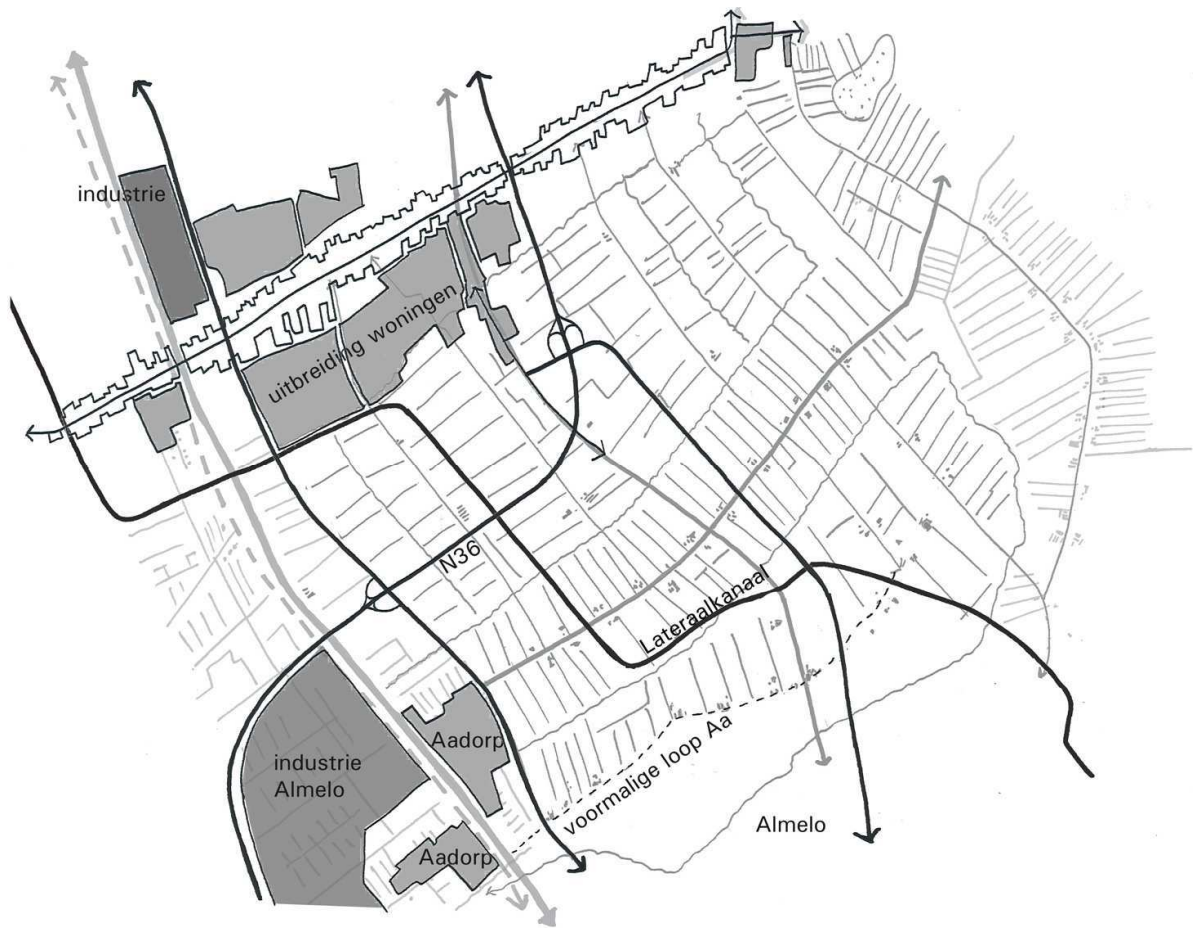 industrie
uitbreiding woningen
N36
Lateraalkanaal
Aadorp
industrie
Almelo
voormalige loop Aa
Almelo
Aadorp